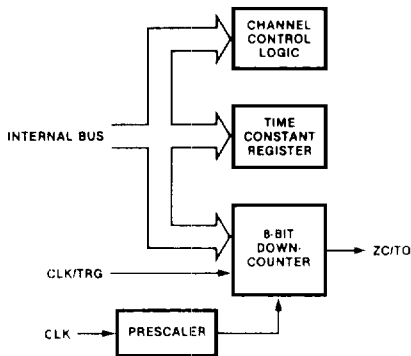 CHANNEL
CONTROL
LOGIC
INTERNAL BUS
TIME
CONSTANT
REGISTER
8-BIT
DOWN-
COUNTER
ZC/TO
CLK/TRG
CLK
PRESCALER